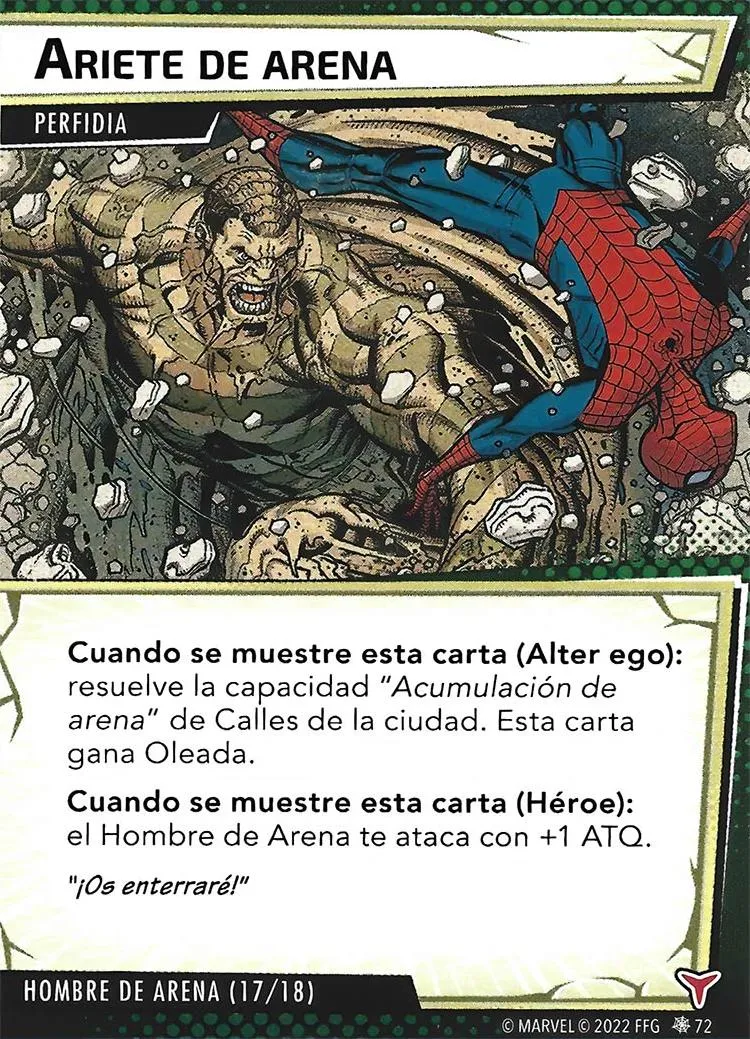 ARIETE DE ARENA
PERFIDIA
Cuando se muestre esta carta (Alter ego):
resuelve la capacidad "Acumulación de
arena" de Calles de la ciudad. Esta carta
gana Oleada.
Cuando se muestre esta carta (Héroe):
el Hombre de Arena te ataca con +1 ATQ.
"¡Os enterraré!"
HOMBRE DE ARENA (17/18)
© MARVEL © 2022 FFG 72